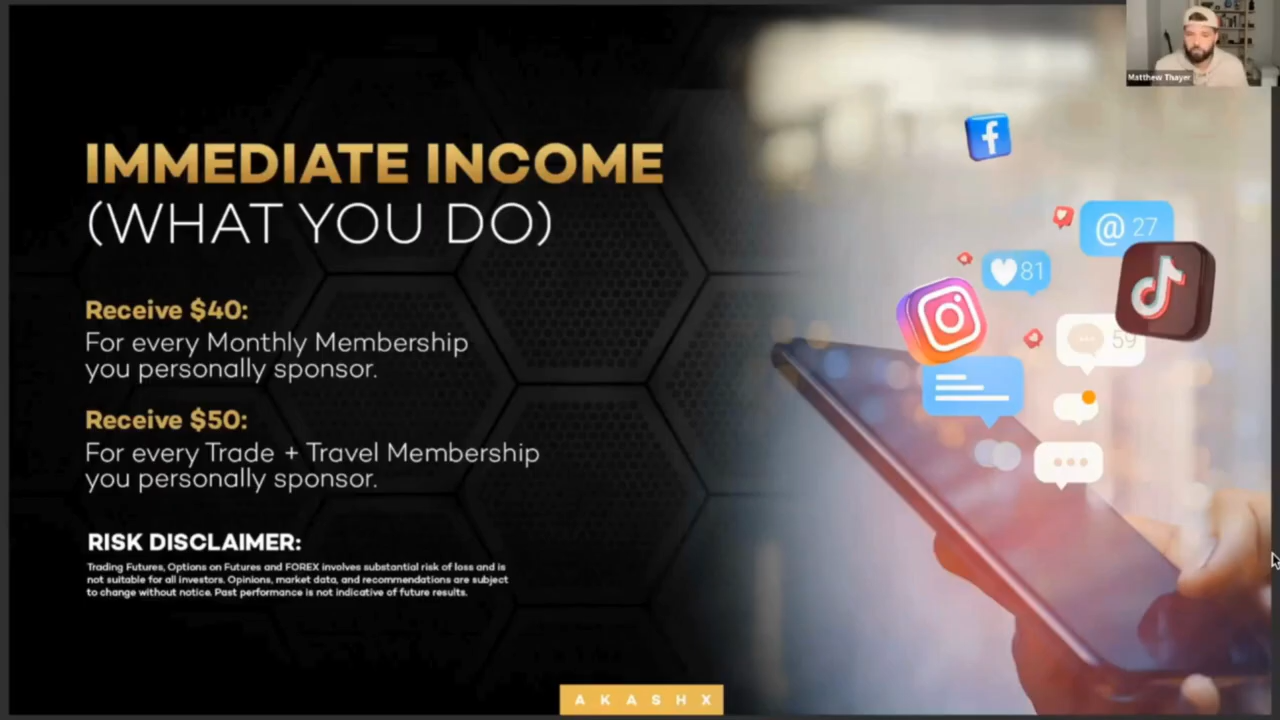 Matthew Thayer
IMMEDIATE INCOME
(WHAT YOU DO)
Receive $40:
For every Monthly Membership
you personally sponsor.
Receive $50:
For every Trade + Travel Membership
you personally sponsor.
RISK DISCLAIMER:
Trading Futures, Options on Futures and FOREX involves substantial risk of loss and is
not suitable for all investors. Opinions, market data, and recommendations are subject
to change without notice. Past performance is not indicative of future results.
@ 27
81
59
AKASHX